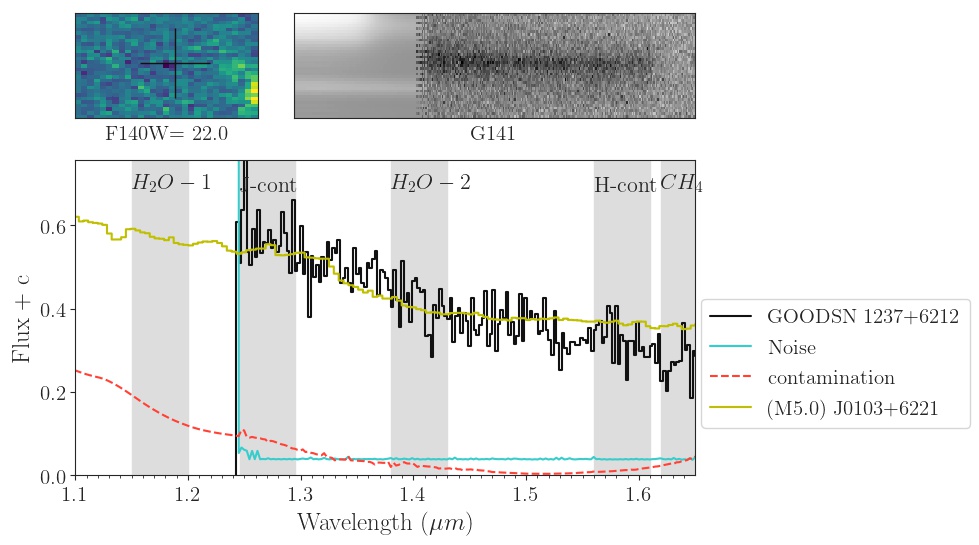 F140W= 22.0
G141
H₂O − 1
J-cont
H₂O − 2
H-cont
CH₄
0.6
0.4
0.2
0.0
Flux + c
1.1
1.2
1.3
1.4
1.5
1.6
Wavelength (μm)
GOODSN 1237+6212
Noise
contamination
(M5.0) J0103+6221